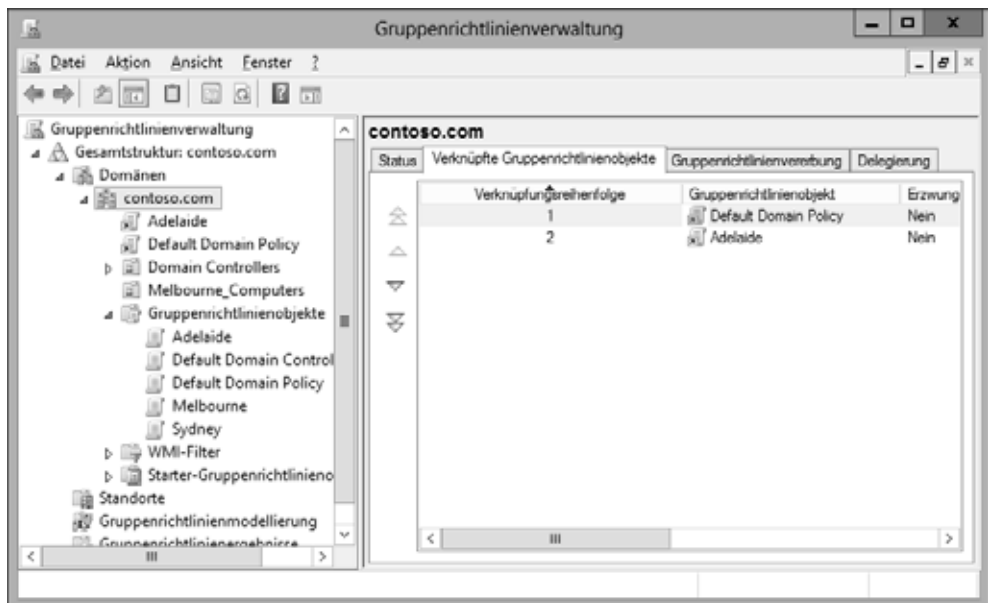 Gruppenrichtlinienverwaltung
Datei Aktion Ansicht Fenster ?
Gruppenrichtlinienverwaltung
Gesamtstruktur: contoso.com
Domänen
contoso.com
Adelaide
Default Domain Policy
Domain Controllers
Melbourne_Computers
Gruppenrichtlinienobjekte
Adelaide
Default Domain Control
Default Domain Policy
Melbourne
Sydney
WMI-Filter
Starter-Gruppenrichtlinieno
Standorte
Gruppenrichtlinienmodellierung
Gruppenrichtlinienergebnisse
contoso.com
Status Verknüpfte Gruppenrichtlinienobjekte Gruppenrichtlinienvererbung Delegierung
Verknüpfungsreihenfolge Gruppenrichtlinienobjekt Erzwung
1 Default Domain Policy Nein
2 Adelaide Nein